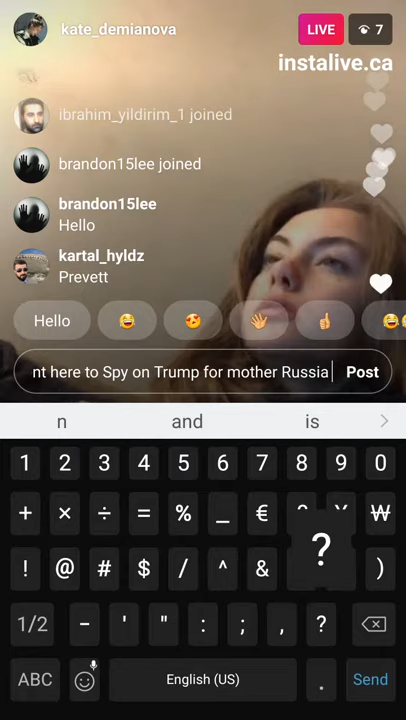 kate_demianova
LIVE
7
instalive.ca
ibrahim_yildirim_1 joined
brandon15lee joined
brandon15lee
Hello
kartal_hyldz
Prevett
Hello
nt here to Spy on Trump for mother Russia
Post
n and is
1 2 3 4 5 6 7 8 9 0
+ × ÷ = % _ € ₩
! @ # $ / ^ & ? )
1/2 - ' " : ; , ?
ABC English (US) . Send